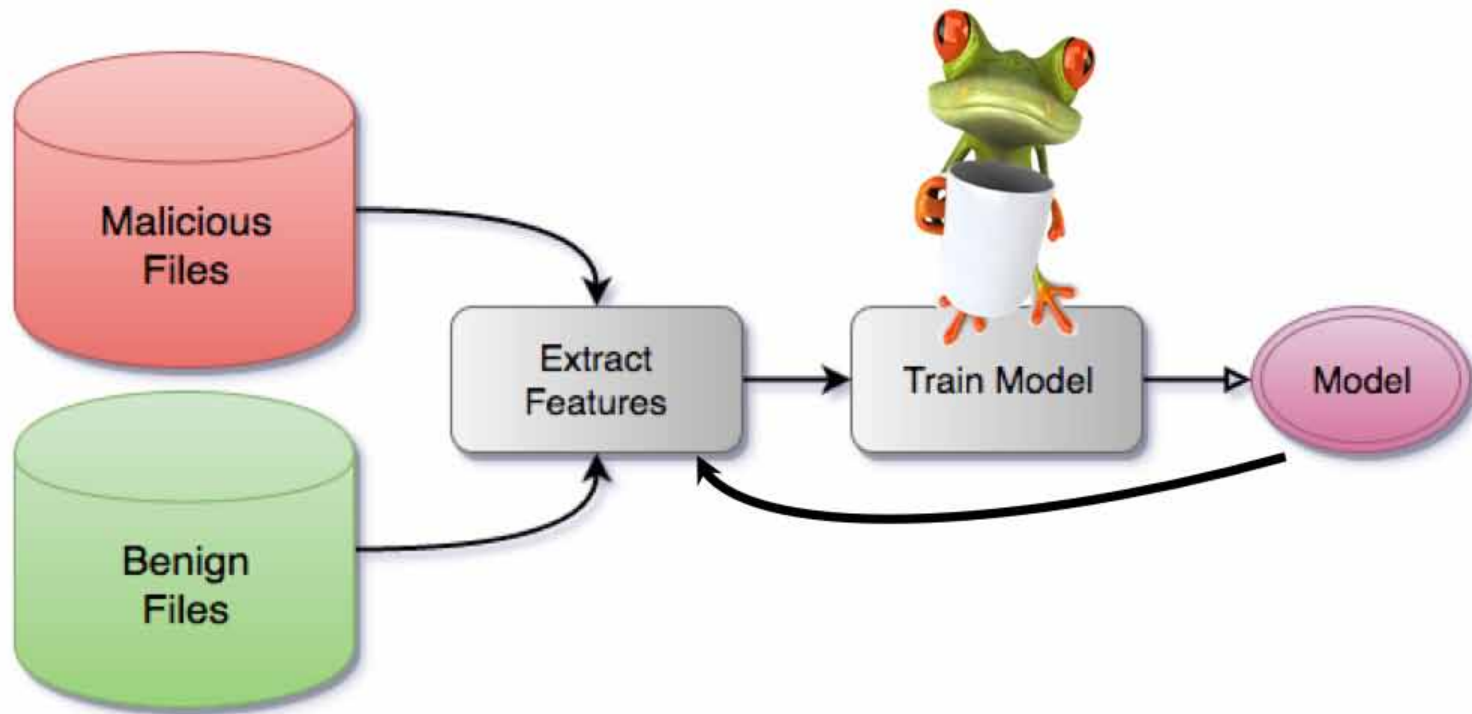 Malicious
Files
Extract
Features
Train Model
Model
Benign
Files